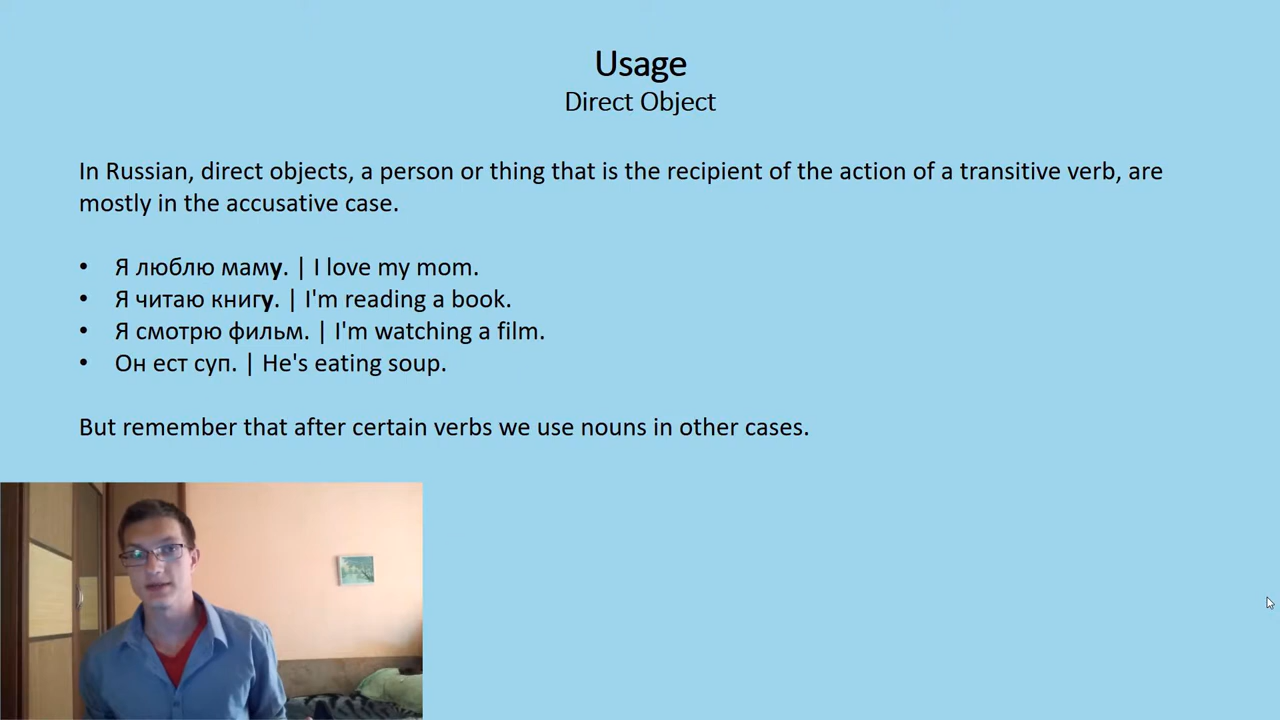 Usage
Direct Object
In Russian, direct objects, a person or thing that is the recipient of the action of a transitive verb, are
mostly in the accusative case.
• Я люблю маму. | I love my mom.
• Я читаю книгу. | I'm reading a book.
• Я смотрю фильм. | I'm watching a film.
• Он ест суп. | He's eating soup.
But remember that after certain verbs we use nouns in other cases.